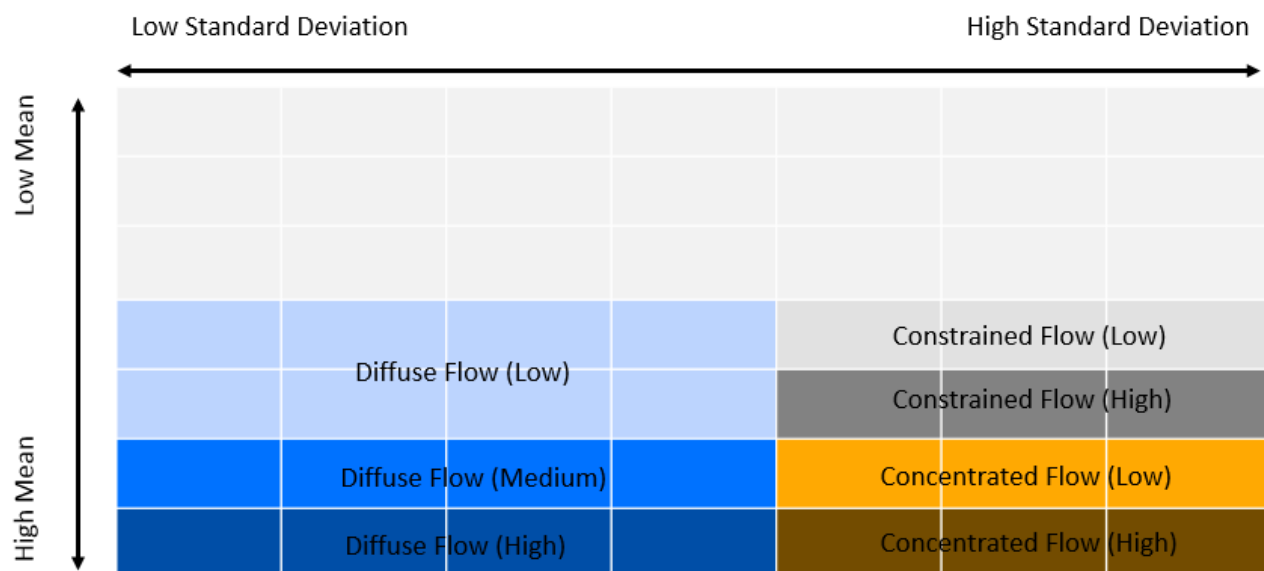 Low Standard Deviation
High Standard Deviation
Low Mean
High Mean
Diffuse Flow (Low)
Constrained Flow (Low)
Constrained Flow (High)
Diffuse Flow (Medium)
Concentrated Flow (Low)
Diffuse Flow (High)
Concentrated Flow (High)